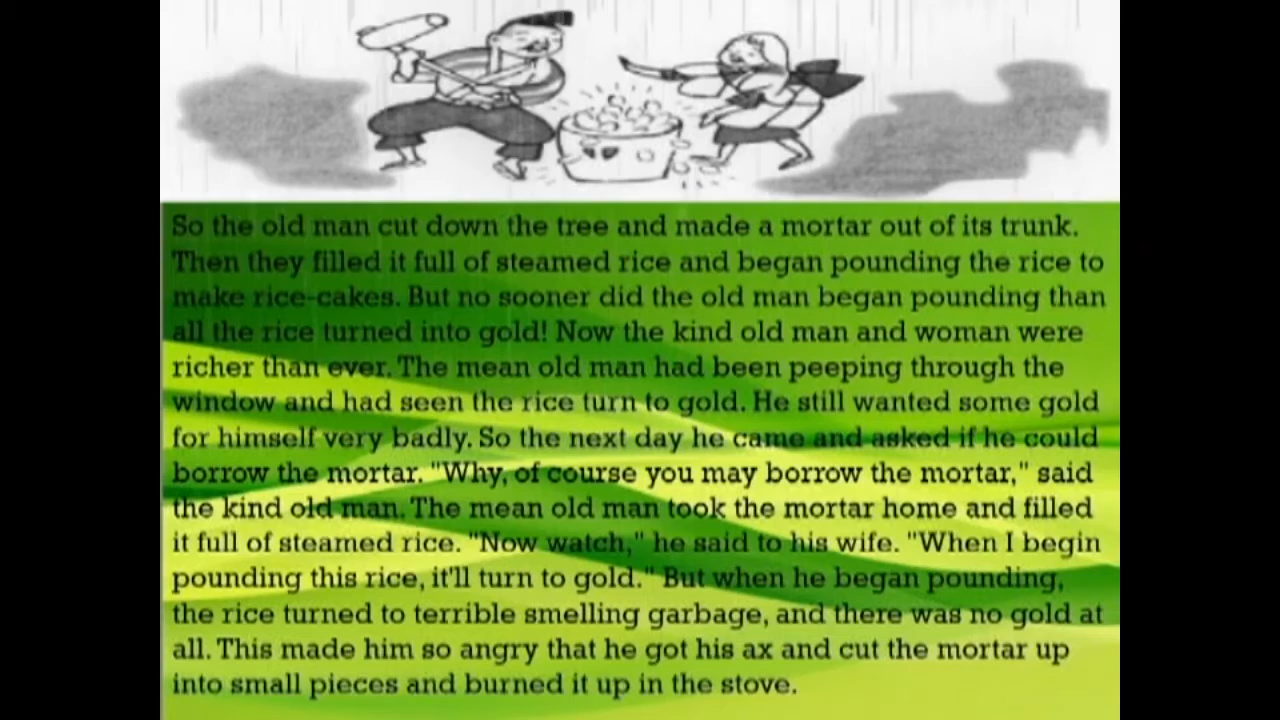 So the old man cut down the tree and made a mortar out of its trunk.
Then they filled it full of steamed rice and began pounding the rice to
make rice-cakes. But no sooner did the old man began pounding than
all the rice turned into gold! Now the kind old man and woman were
richer than ever. The mean old man had been peeping through the
window and had seen the rice turn to gold. He still wanted some gold
for himself very badly. So the next day he came and asked if he could
borrow the mortar. "Why, of course you may borrow the mortar," said
the kind old man. The mean old man took the mortar home and filled
it full of steamed rice. "Now watch," he said to his wife. "When I begin
pounding this rice, it'll turn to gold." But when he began pounding,
the rice turned to terrible smelling garbage, and there was no gold at
all. This made him so angry that he got his ax and cut the mortar up
into small pieces and burned it up in the stove.